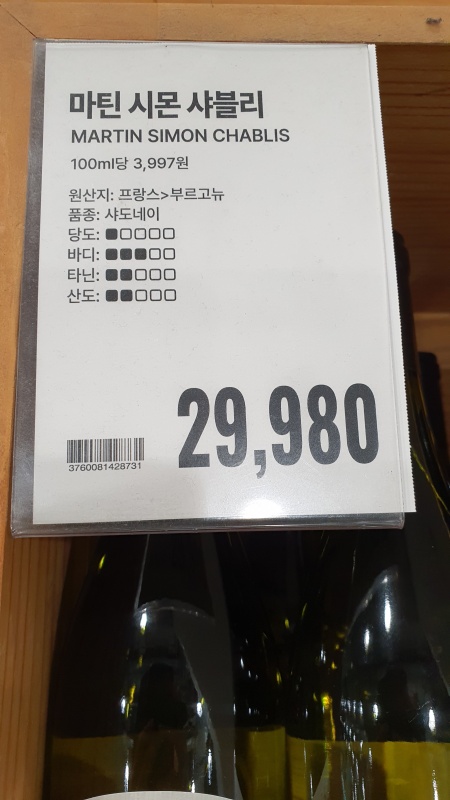 마틴 시몬 샤블리
MARTIN SIMON CHABLIS
100ml당 3,997원
원산지: 프랑스>부르고뉴
품종: 샤도네이
당도: ■□□□□
바디: ■■■□□
타닌: ■■□□□
산도: ■■□□□
29,980
3760081428731